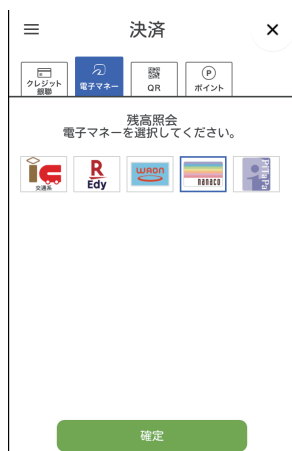 決済
クレジット
銀聯
電子マネー
QR
P
ポイント
残高照会
電子マネーを選択してください。
交通系
R
Edy
WAON
nanaco
PiTaPa
確定